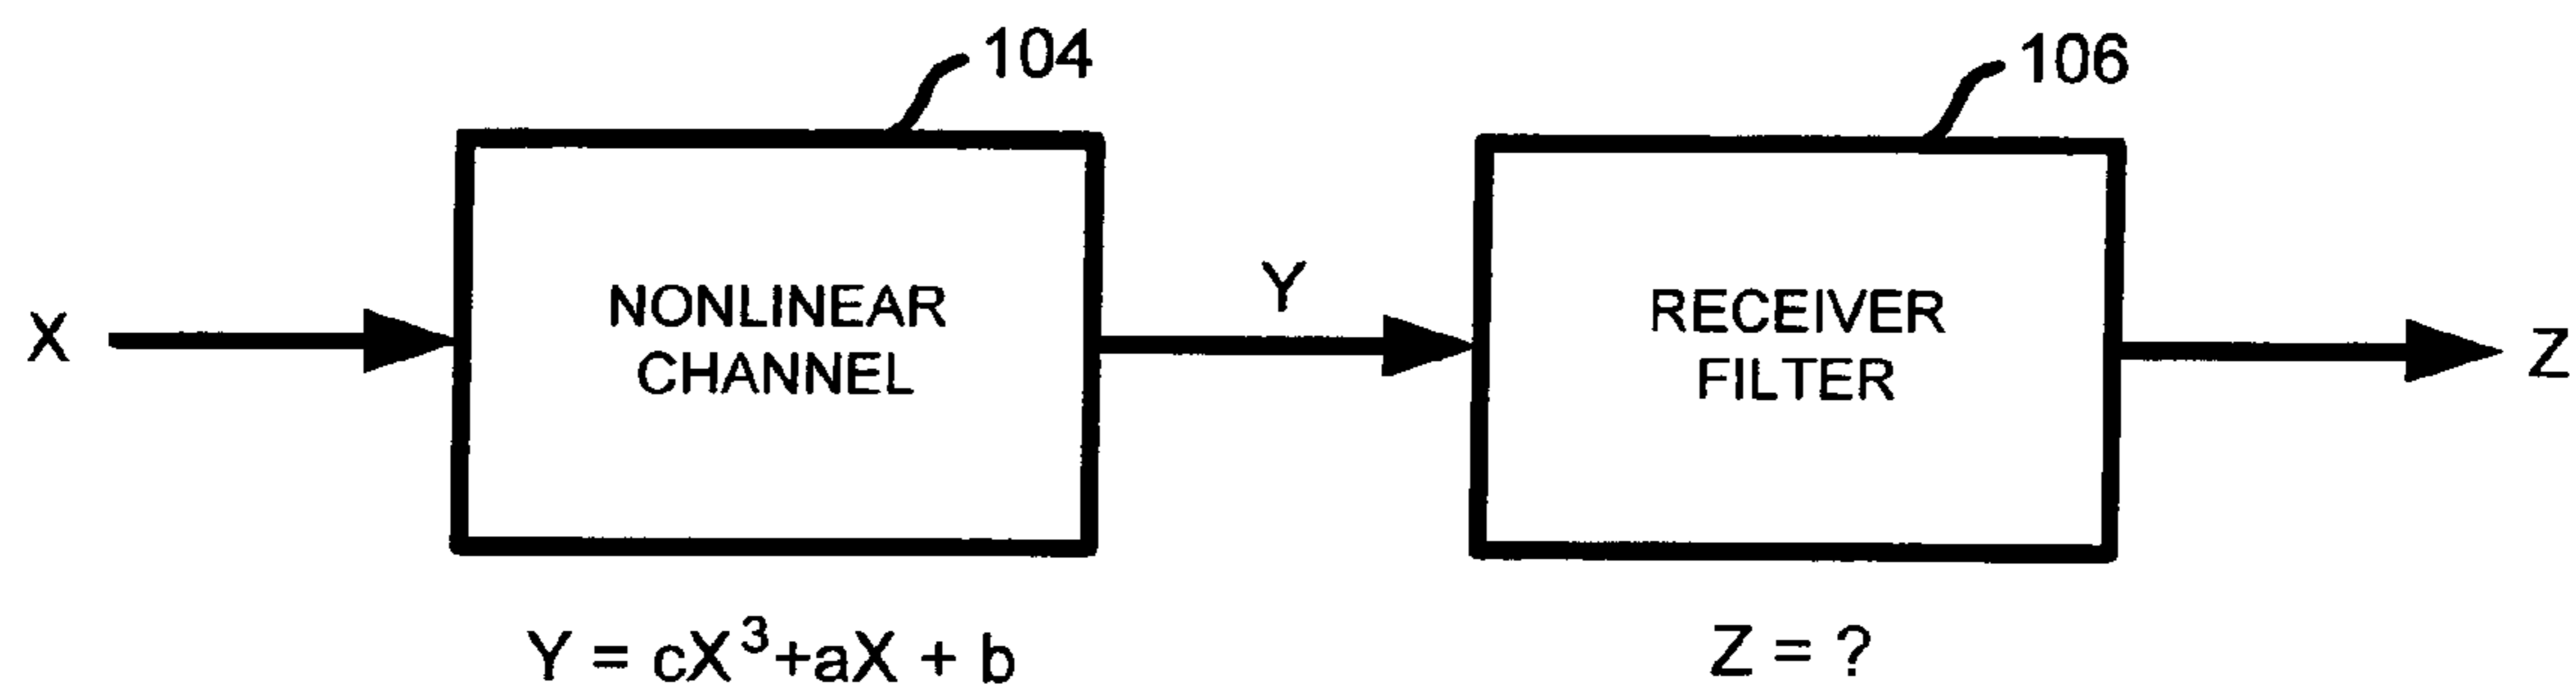 104
106
X
NONLINEAR
CHANNEL
Y
RECEIVER
FILTER
Z
Y = cX³+aX + b
Z = ?